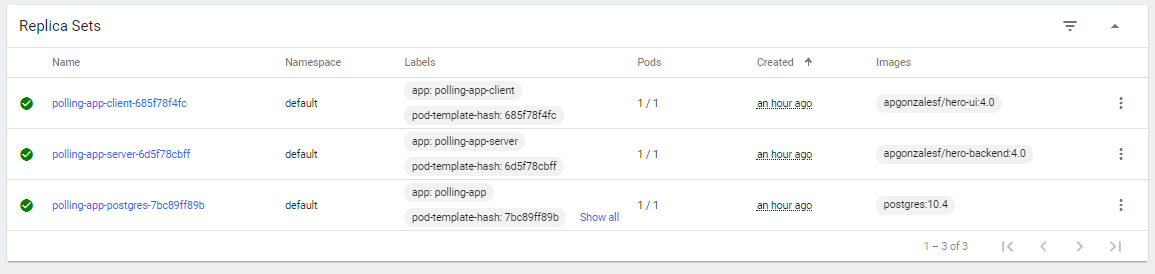 Replica Sets
Name Namespace Labels Pods Created Images
polling-app-client-685f78f4fc default app: polling-app-client 1 / 1 an hour ago apgonzalesf/hero-ui:4.0
pod-template-hash: 685f78f4fc
polling-app-server-6d5f78cbff default app: polling-app-server 1 / 1 an hour ago apgonzalesf/hero-backend:4.0
pod-template-hash: 6d5f78cbff
polling-app-postgres-7bc89ff89b default app: polling-app 1 / 1 an hour ago postgres:10.4
pod-template-hash: 7bc89ff89b Show all
1 – 3 of 3